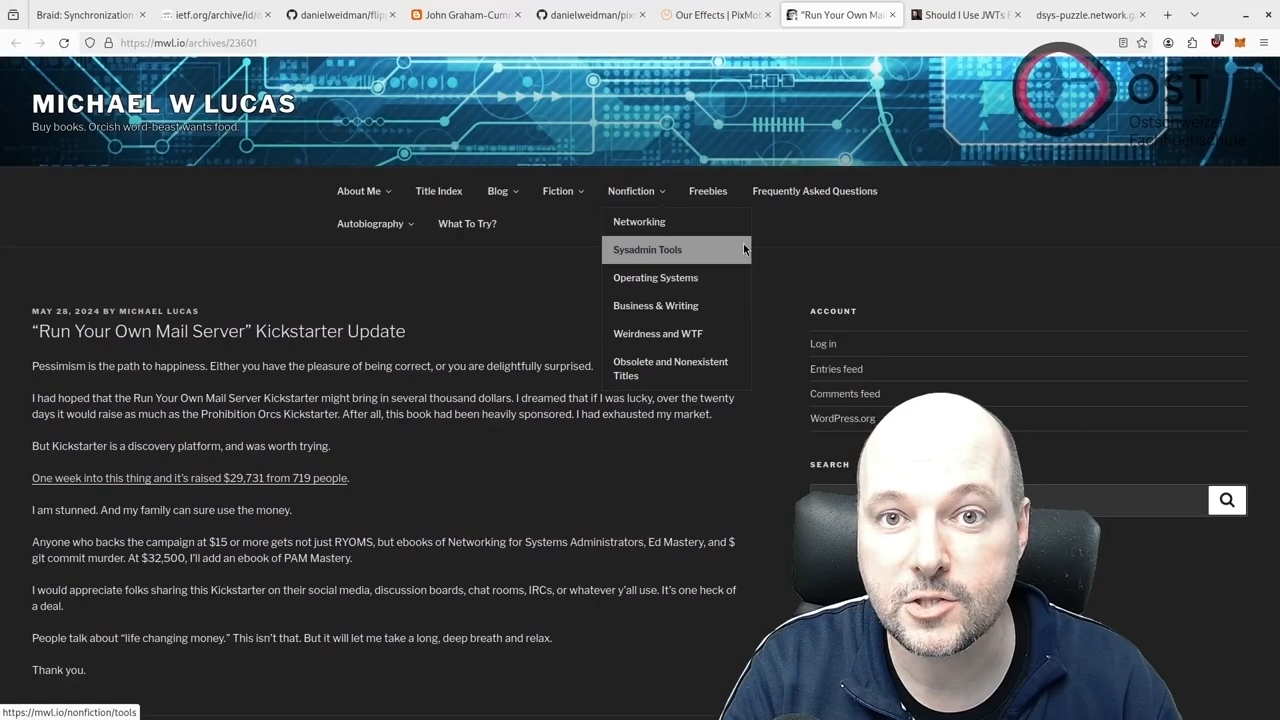 Braid: Synchronization
ietf.org/archive/id/d
danielweidman/flip
John Graham-Cumm
danielweidman/pix
Our Effects | PixMob
"Run Your Own Mai
Should I Use JWTs F
dsys-puzzle.network.ga
https://mwl.io/archives/23601
MICHAEL W LUCAS
Buy books. Orcish word-beast wants food.
OST
Ostschweizer
Fachhochschule
About Me
Title Index
Blog
Fiction
Nonfiction
Freebies
Frequently Asked Questions
Autobiography
What To Try?
Networking
Sysadmin Tools
Operating Systems
Business & Writing
Weirdness and WTF
Obsolete and Nonexistent
Titles
MAY 28, 2024 BY MICHAEL LUCAS
“Run Your Own Mail Server” Kickstarter Update
Pessimism is the path to happiness. Either you have the pleasure of being correct, or you are delightfully surprised.
I had hoped that the Run Your Own Mail Server Kickstarter might bring in several thousand dollars. I dreamed that if I was lucky, over the twenty
days it would raise as much as the Prohibition Orcs Kickstarter. After all, this book had been heavily sponsored. I had exhausted my market.
But Kickstarter is a discovery platform, and was worth trying.
One week into this thing and it’s raised $29,731 from 719 people.
I am stunned. And my family can sure use the money.
Anyone who backs the campaign at $15 or more gets not just RYOMS, but ebooks of Networking for Systems Administrators, Ed Mastery, and $
git commit murder. At $32,500, I’ll add an ebook of PAM Mastery.
I would appreciate folks sharing this Kickstarter on their social media, discussion boards, chat rooms, IRCs, or whatever y’all use. It’s one heck of
a deal.
People talk about “life changing money.” This isn’t that. But it will let me take a long, deep breath and relax.
Thank you.
ACCOUNT
Log in
Entries feed
Comments feed
WordPress.org
SEARCH
https://mwl.io/nonfiction/tools